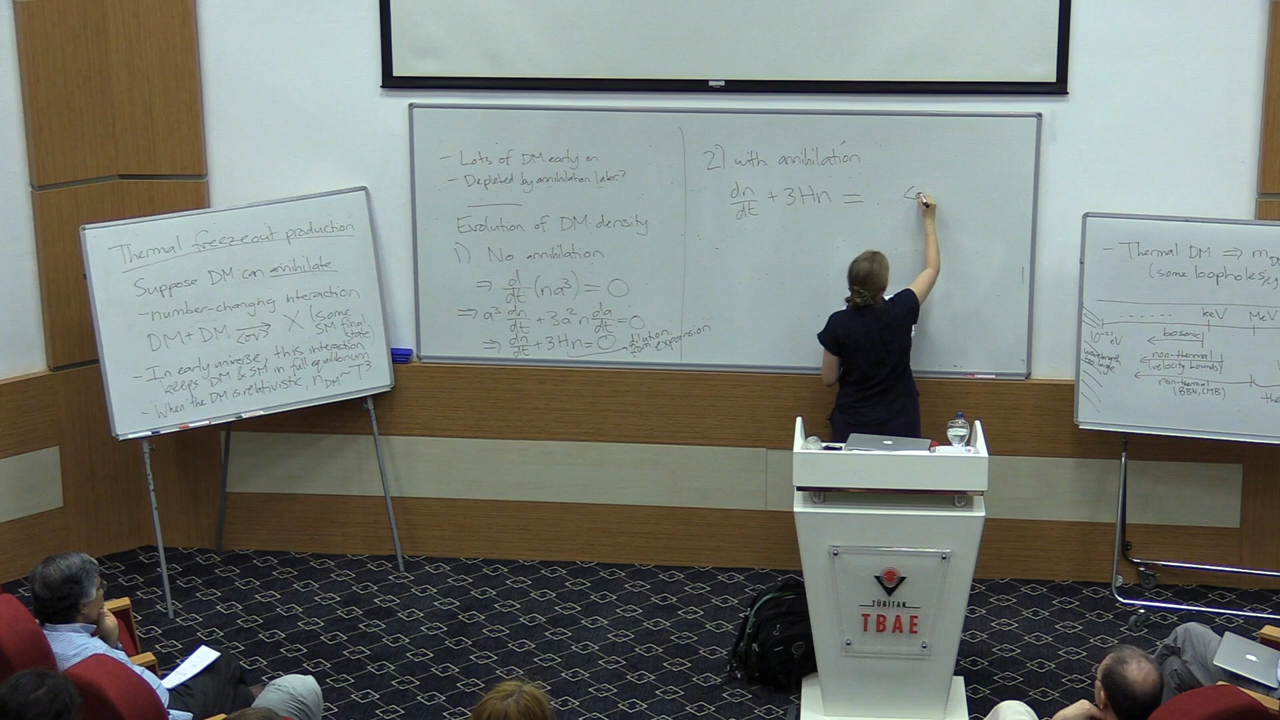 Thermal freezeout production
Suppose DM can annihilate
- number-changing interaction
DM + DM → ⟨σv⟩ X (some SM final state)
- In early universe, this interaction
keeps DM & SM in full equilibrium
- When the DM is relativistic, n_DM ~ T³
- Lots of DM early on
- Depleted by annihilation later?
Evolution of DM density
1) No annihilation
⇒ d/dt (na³) = 0
⇒ a³ dn/dt + 3a² n da/dt = 0
⇒ dn/dt + 3Hn = 0
dilution from expansion
2) with annihilation
dn/dt + 3Hn = <
- Thermal DM ⇒ m
(some loopholes, e.g
keV MeV
eV
bosonic
non-thermal
(velocity bounds)
non-thermal
(BBN, CMB)
the
TÜBİTAK
TBAE